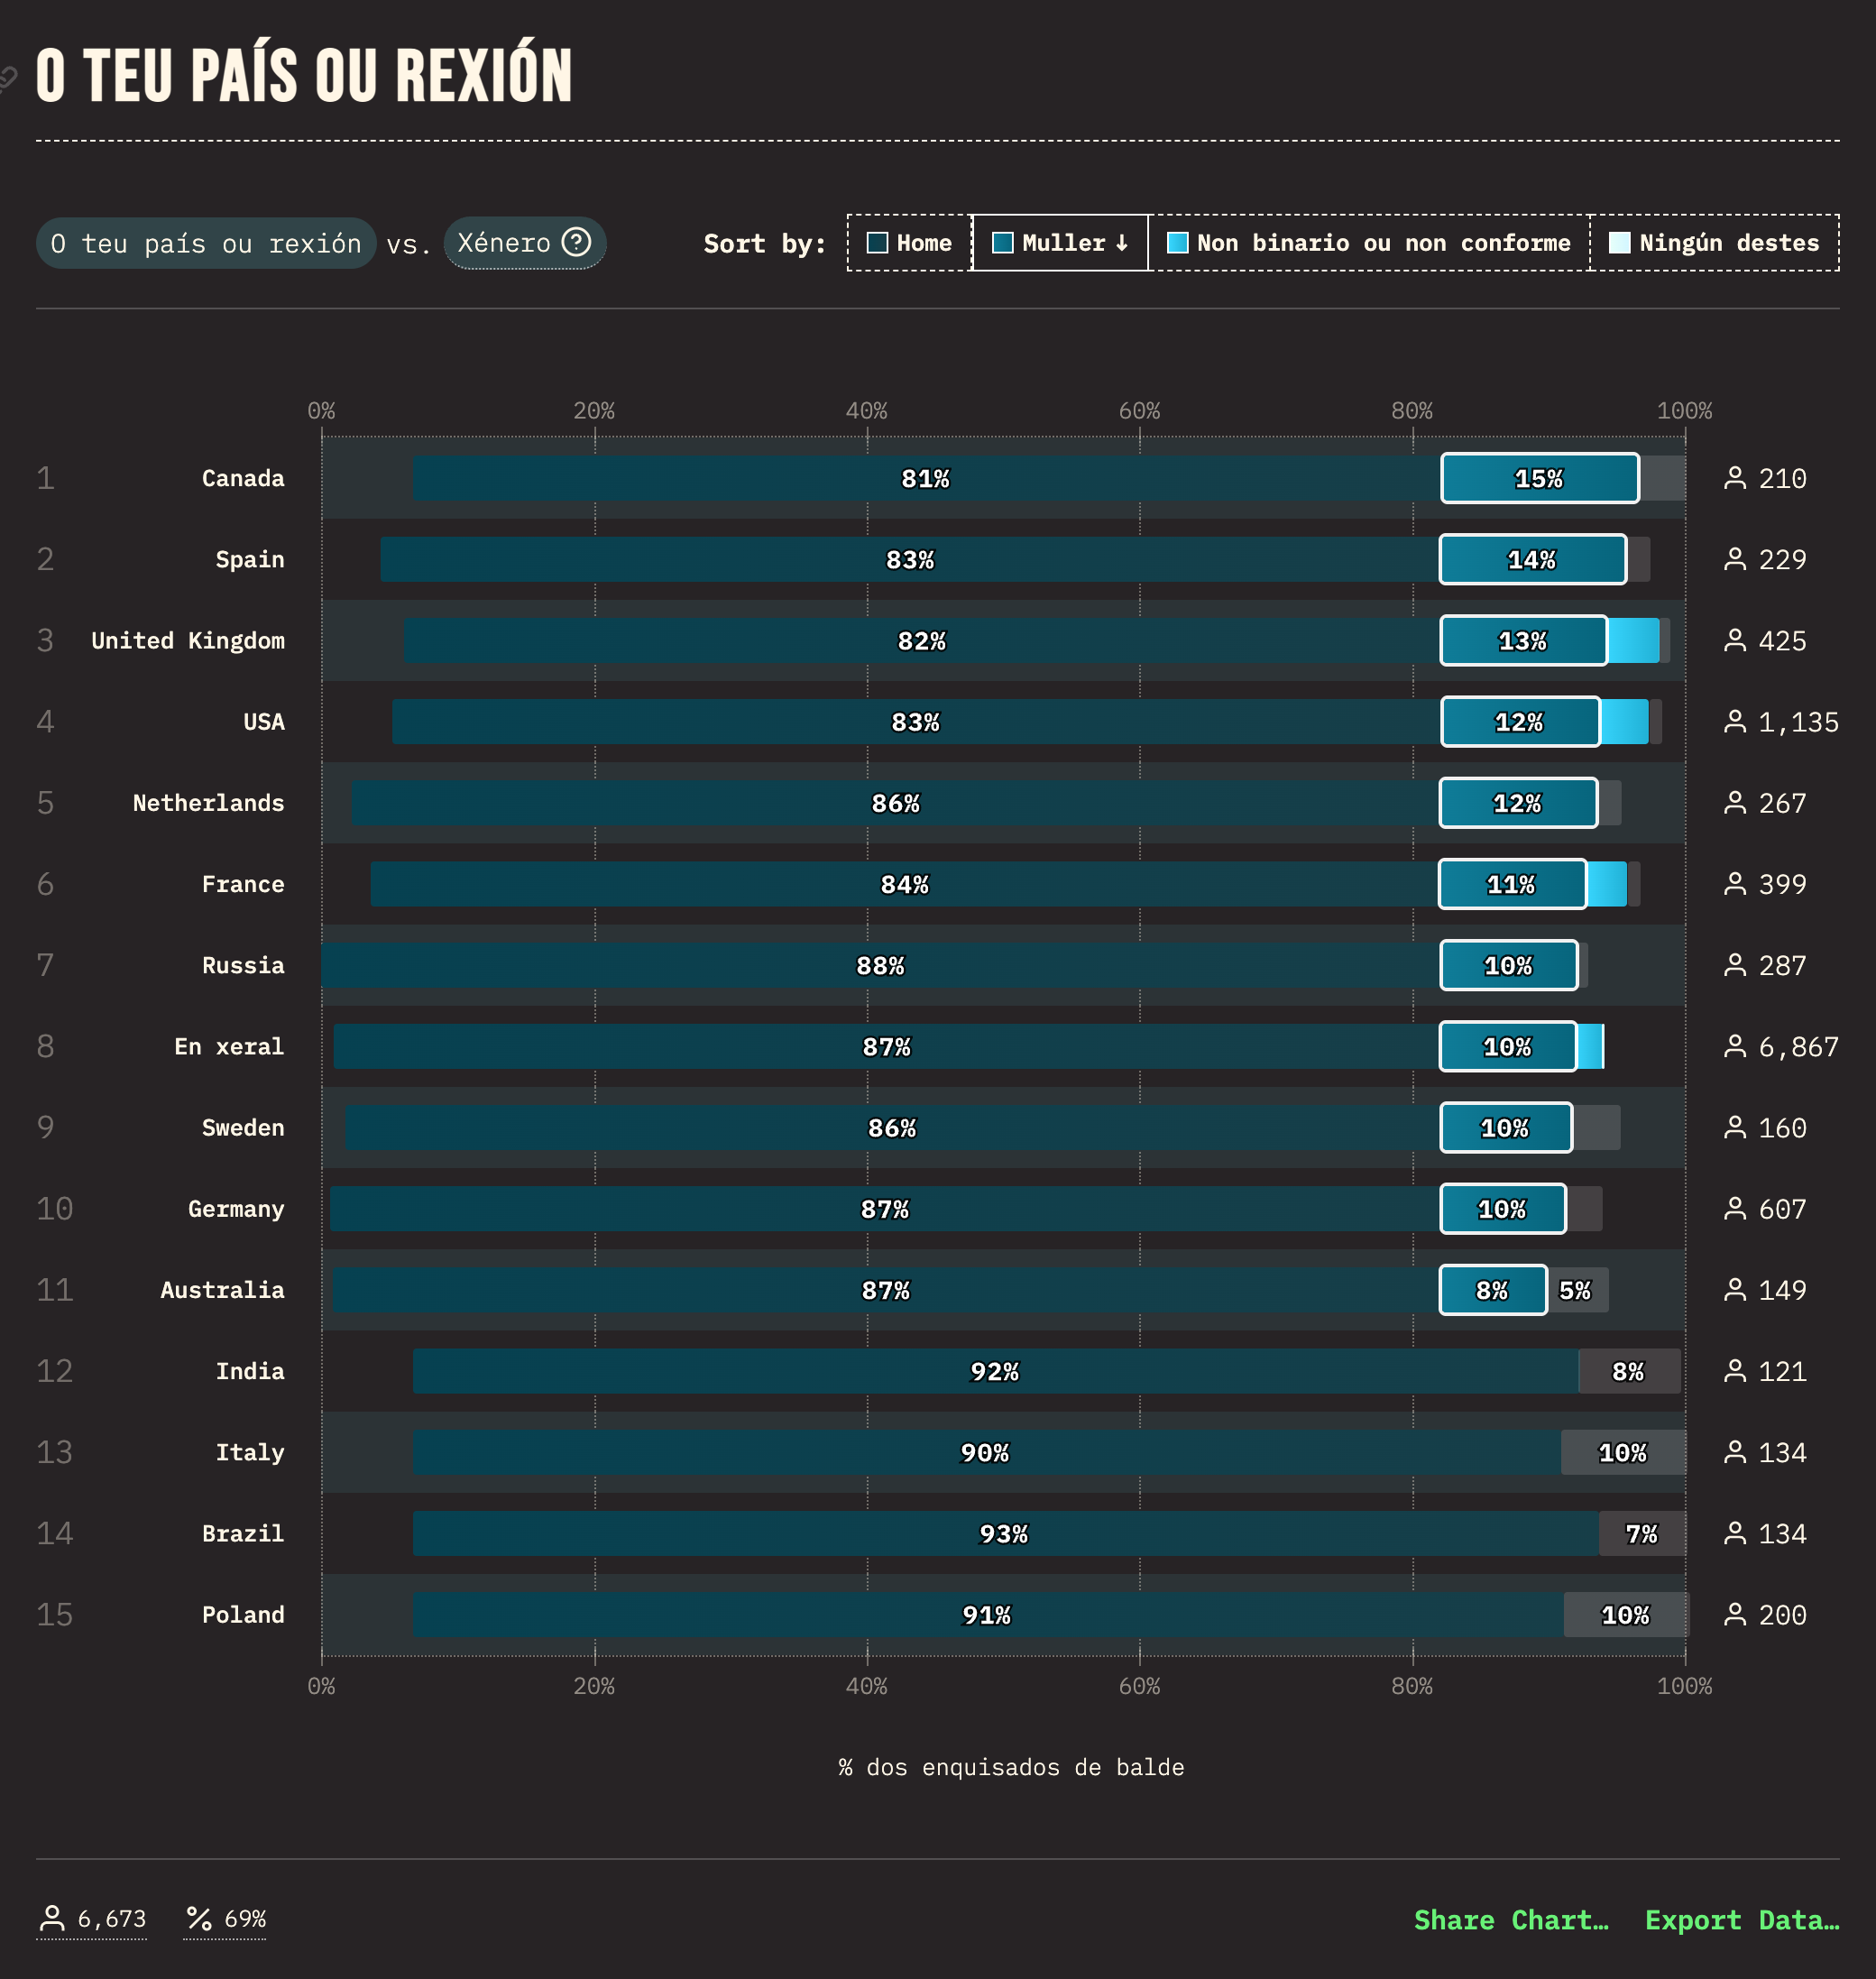 O TEU PAÍS OU REXIÓN
O teu país ou rexión vs. Xénero ? Sort by: Home Muller ↓ Non binario ou non conforme Ningún destes
0% 20% 40% 60% 80% 100%
1 Canada 81% 15% 210
2 Spain 83% 14% 229
3 United Kingdom 82% 13% 425
4 USA 83% 12% 1,135
5 Netherlands 86% 12% 267
6 France 84% 11% 399
7 Russia 88% 10% 287
8 En xeral 87% 10% 6,867
9 Sweden 86% 10% 160
10 Germany 87% 10% 607
11 Australia 87% 8% 5% 149
12 India 92% 8% 121
13 Italy 90% 10% 134
14 Brazil 93% 7% 134
15 Poland 91% 10% 200
0% 20% 40% 60% 80% 100%
% dos enquisados de balde
6,673 % 69% Share Chart… Export Data…